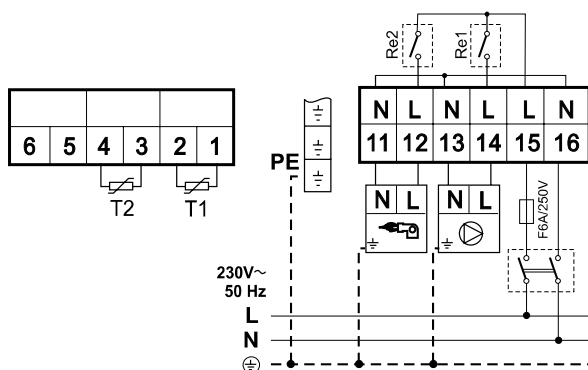 Re2
Re1
N L N L L N
6 5 4 3 2 1
11 12 13 14 15 16
PE
T2 T1
N L N L
F6A/250V
230V~
50 Hz
L
N